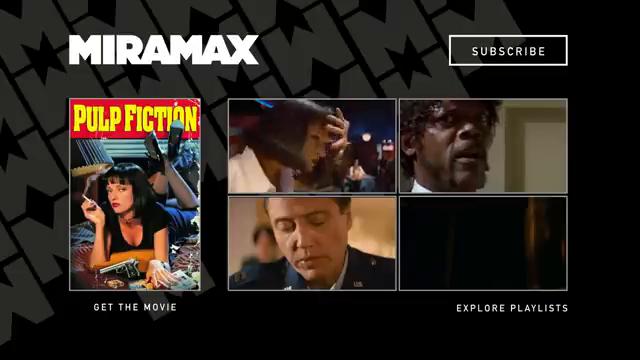 MIRAMAX
SUBSCRIBE
PULP FICTION
GET THE MOVIE
EXPLORE PLAYLISTS